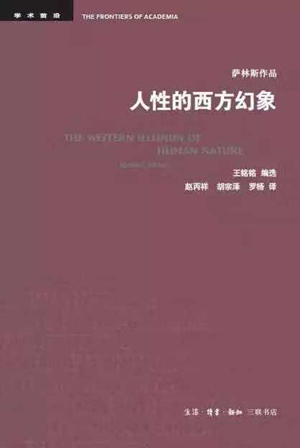 学术前沿 THE FRONTIERS OF ACADEMIA
萨林斯作品
人性的西方幻象
THE WESTERN ILLUSION OF
HUMAN NATURE
王铭铭 编选
赵丙祥 胡宗泽 罗杨 译
生活·读书·新知 三联书店